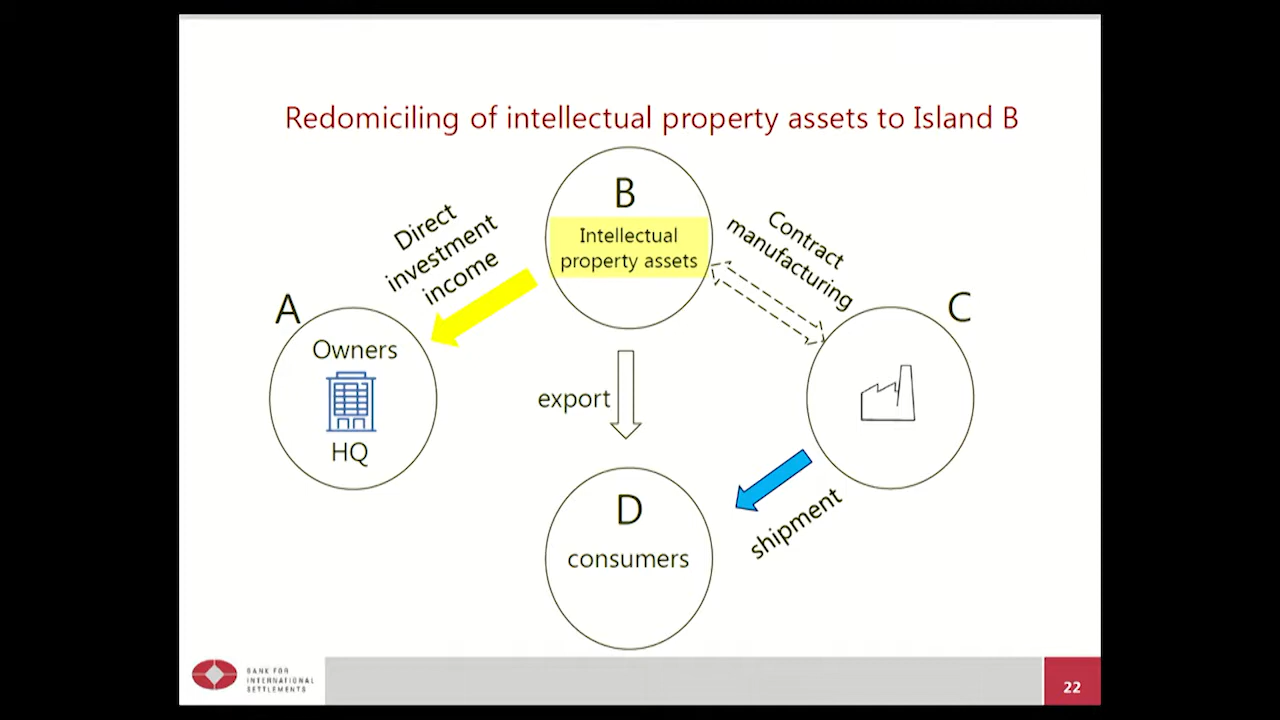 Redomiciling of intellectual property assets to Island B
B
Intellectual
property assets
Direct
investment
income
Contract
manufacturing
A
Owners
HQ
C
export
D
consumers
shipment
BANK FOR
INTERNATIONAL
SETTLEMENTS
22